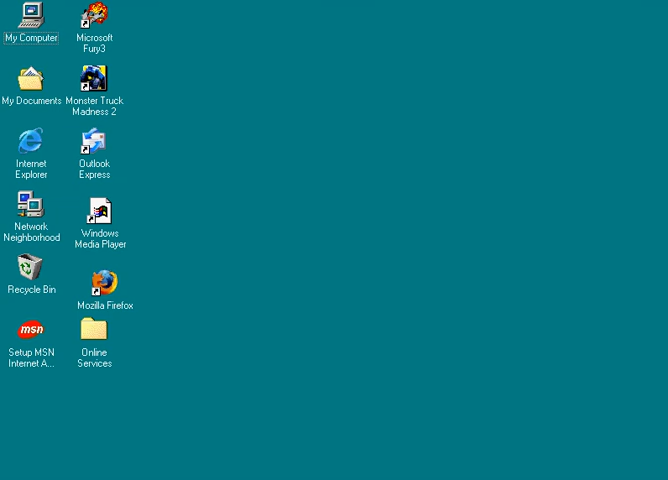 My Computer
Microsoft
Fury3
My Documents
Monster Truck
Madness 2
Internet
Explorer
Outlook
Express
Network
Neighborhood
Windows
Media Player
Recycle Bin
Mozilla Firefox
msn
Setup MSN
Internet A...
Online
Services